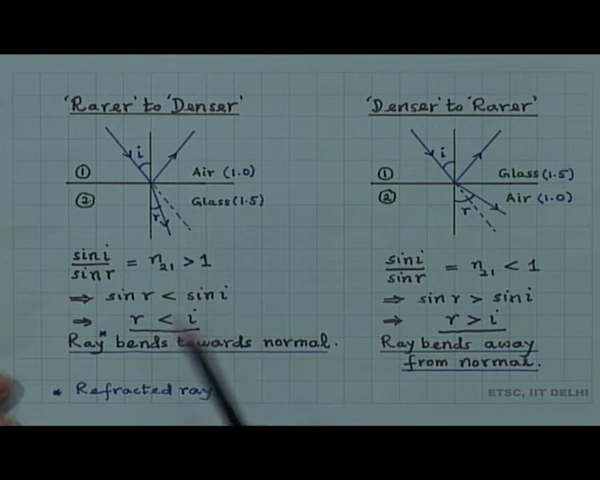 'Rarer' to 'Denser'
i
① Air (1.0)
② Glass (1.5)
r
sin i / sin r = n₂₁ > 1
⇒ sin r < sin i
⇒ r < i
Ray* bends towards normal.
* Refracted ray
'Denser' to 'Rarer'
i
① Glass (1.5)
② Air (1.0)
r
sin i / sin r = n₂₁ < 1
⇒ sin r > sin i
⇒ r > i
Ray bends away
from normal.
ETSC, IIT DELHI